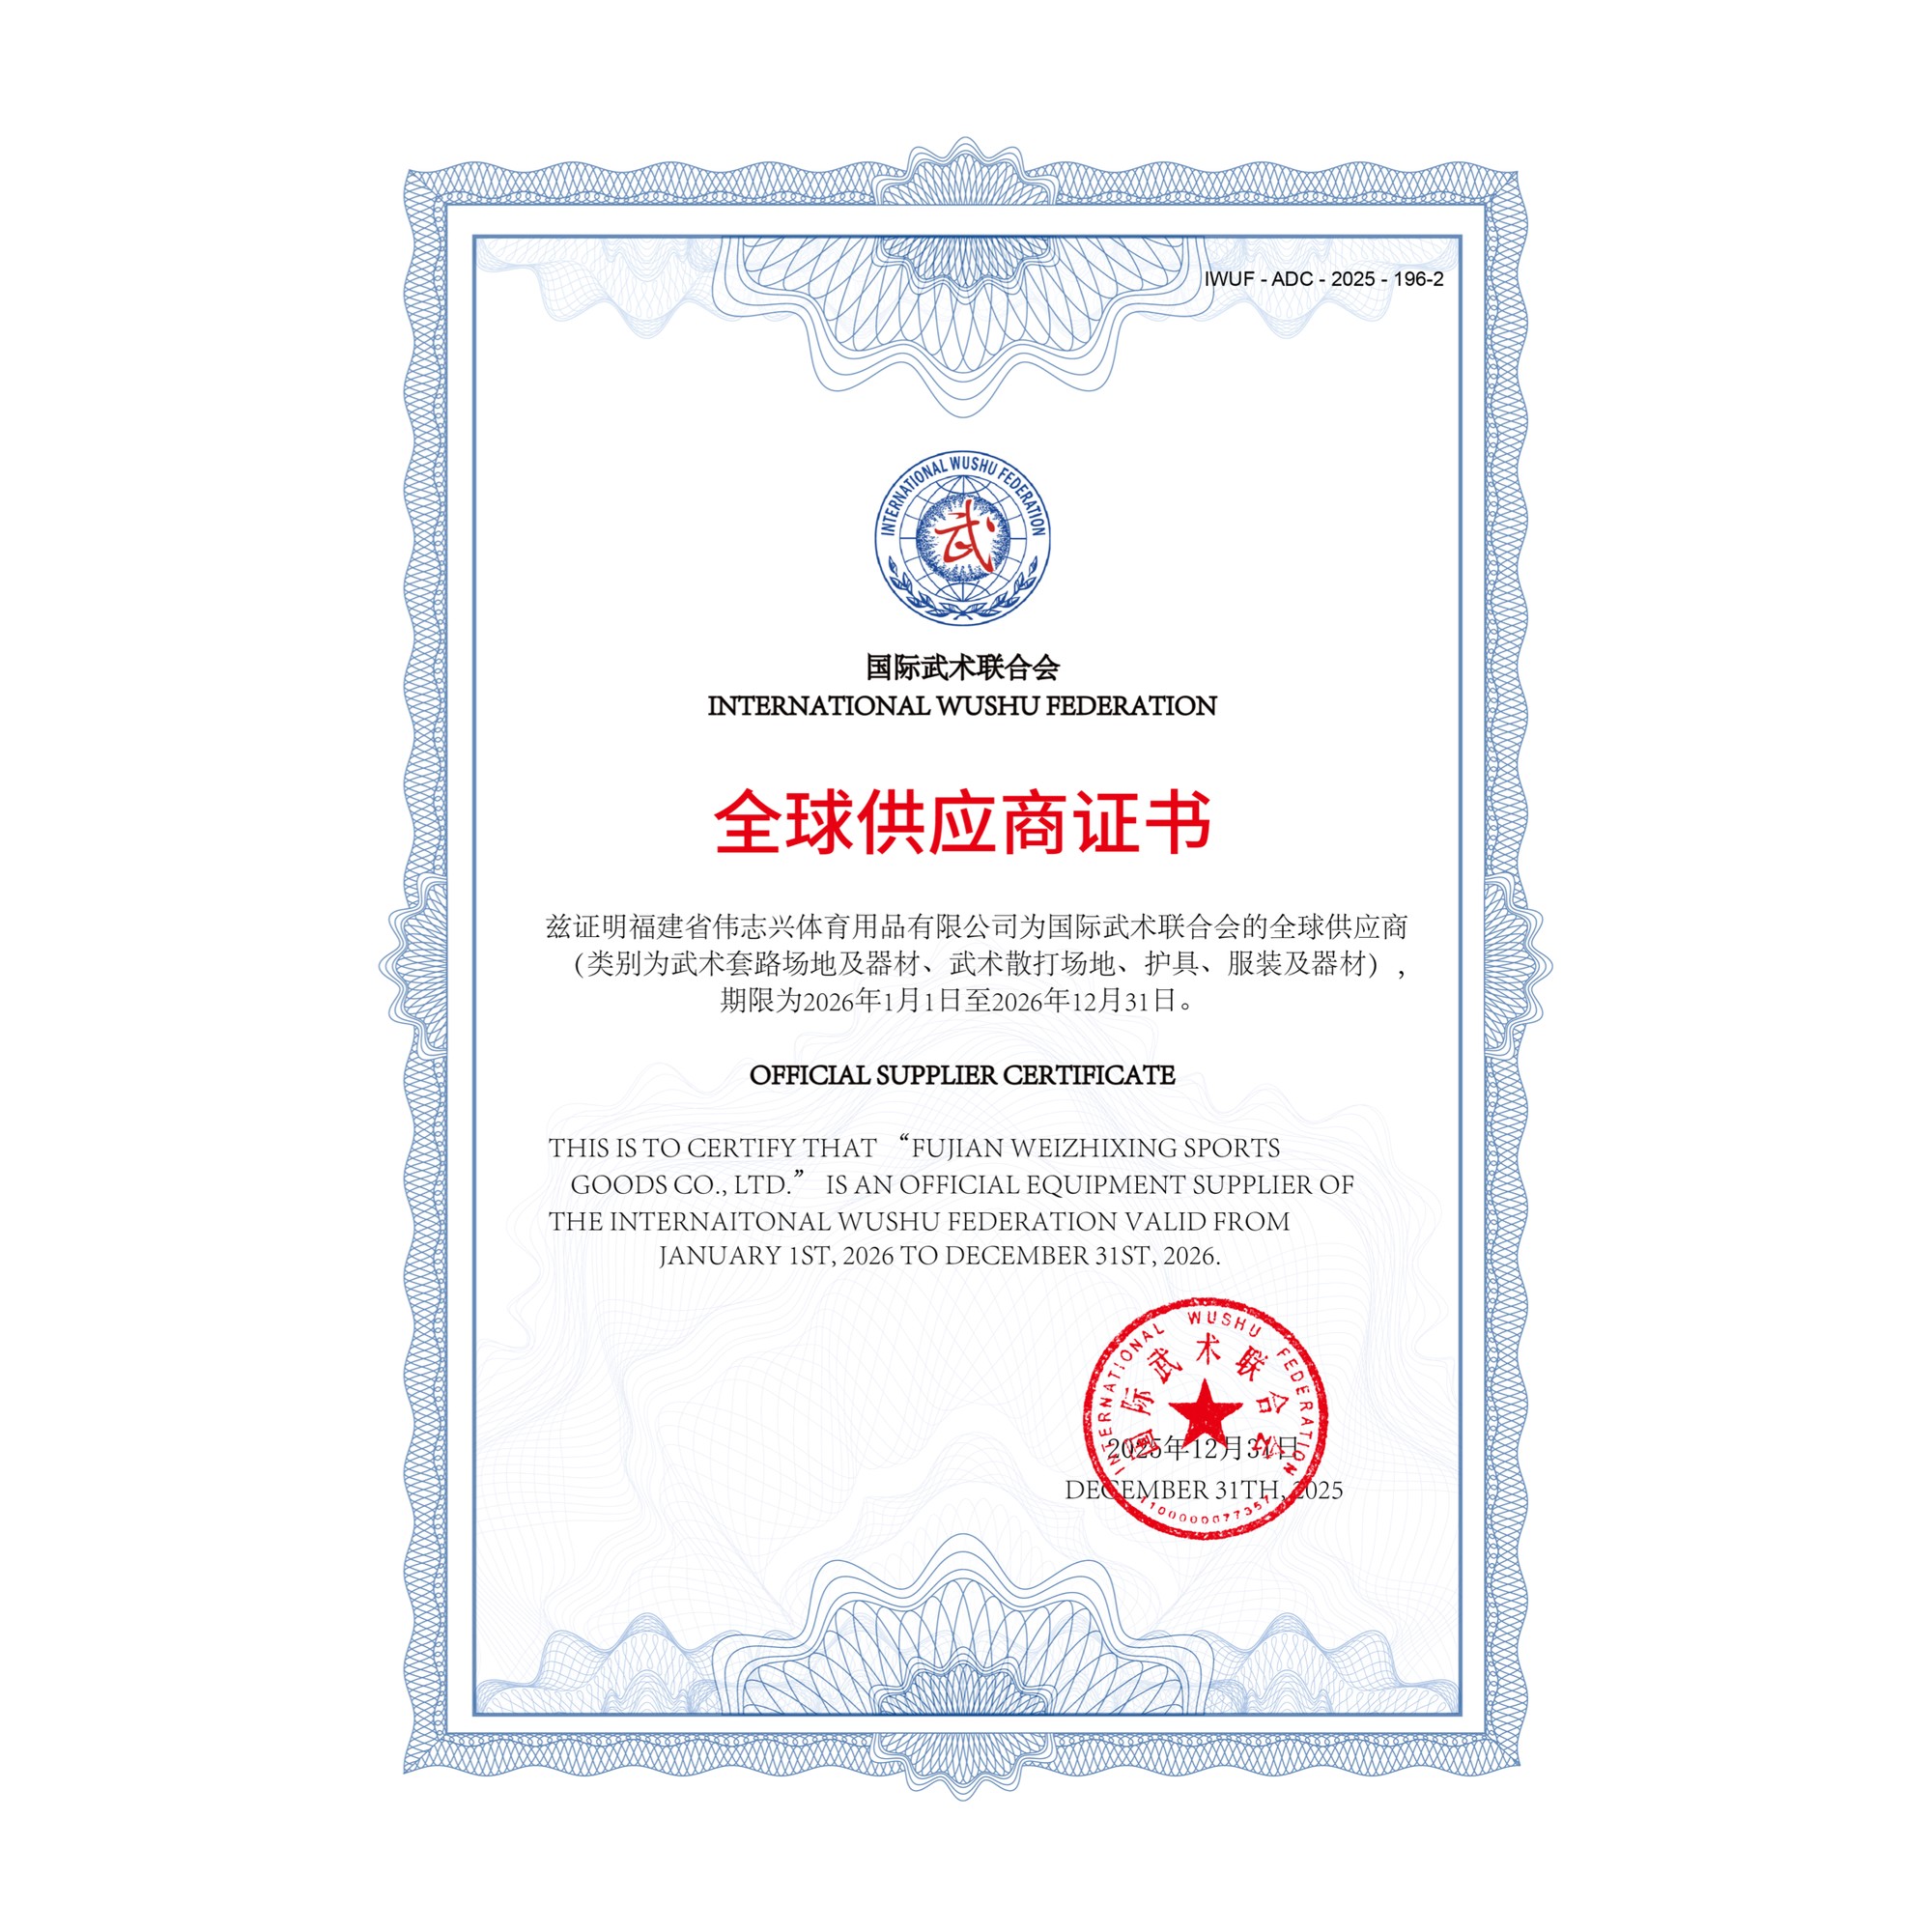 IWUF - ADC - 2025 - 196-2
INTERNATIONAL WUSHU FEDERATION
武
国际武术联合会
INTERNATIONAL WUSHU FEDERATION
全球供应商证书
兹证明福建省伟志兴体育用品有限公司为国际武术联合会的全球供应商
（类别为武术套路场地及器材、武术散打场地、护具、服装及器材），
期限为2026年1月1日至2026年12月31日。
OFFICIAL SUPPLIER CERTIFICATE
THIS IS TO CERTIFY THAT “FUJIAN WEIZHIXING SPORTS
GOODS CO., LTD.” IS AN OFFICIAL EQUIPMENT SUPPLIER OF
THE INTERNAITONAL WUSHU FEDERATION VALID FROM
JANUARY 1ST, 2026 TO DECEMBER 31ST, 2026.
INTERNATIONAL WUSHU FEDERATION
国际武术联合会
2025年12月31日
DECEMBER 31TH, 2025
1100000077357